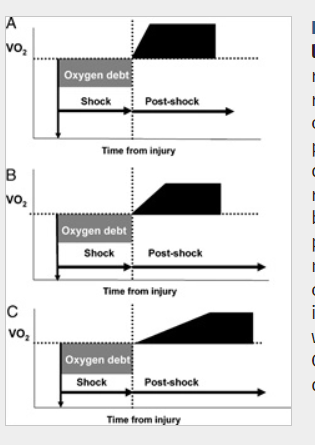 A
VO2
Oxygen debt
Shock Post-shock
Time from injury
B
VO2
Oxygen debt
Shock Post-shock
Time from injury
C
VO2
Oxygen debt
Shock Post-shock
Time from injury